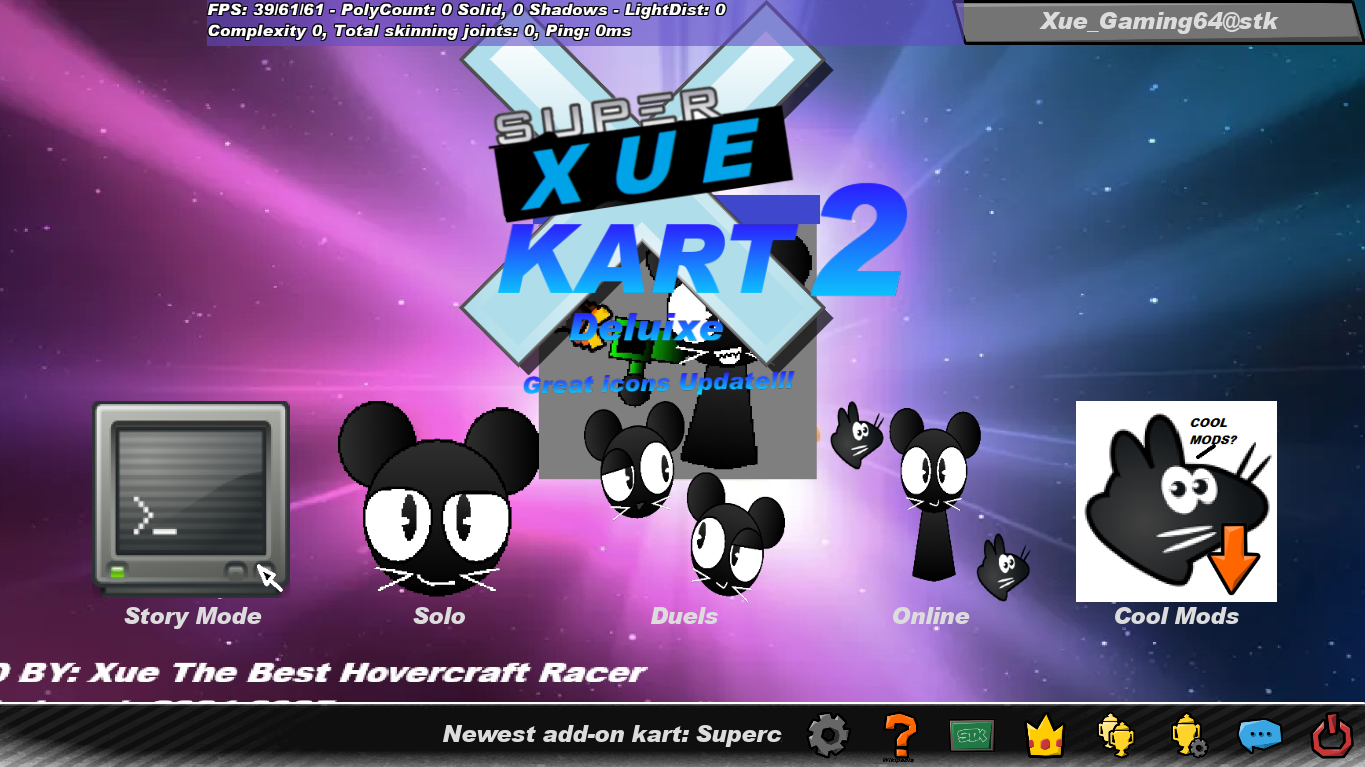 FPS: 39/61/61 - PolyCount: 0 Solid, 0 Shadows - LightDist: 0
Complexity 0, Total skinning joints: 0, Ping: 0ms
Xue_Gaming64@stk
SUPER
XUE
KART 2
Deluixe
Great icons Update!!!
COOL
MODS?
>_
Story Mode
Solo
Duels
Online
Cool Mods
BY: Xue The Best Hovercraft Racer
Newest add-on kart: Superc
STK
Wikipedia